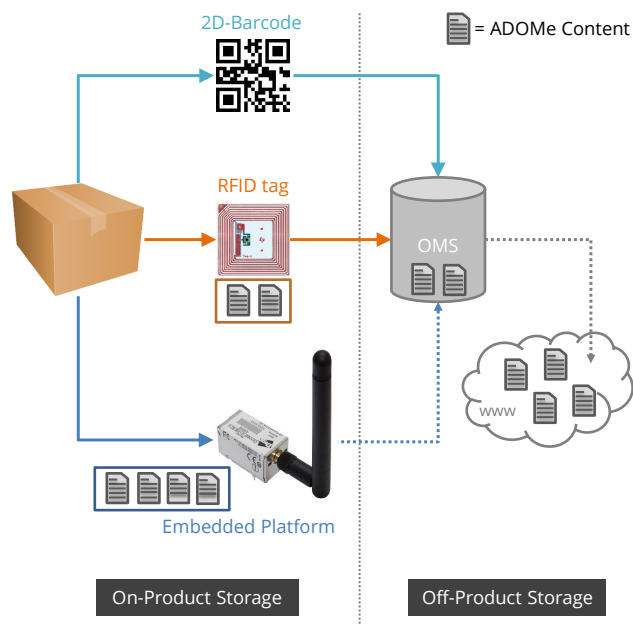 2D-Barcode
= ADOMe Content
RFID tag
OMS
www
Embedded Platform
On-Product Storage
Off-Product Storage